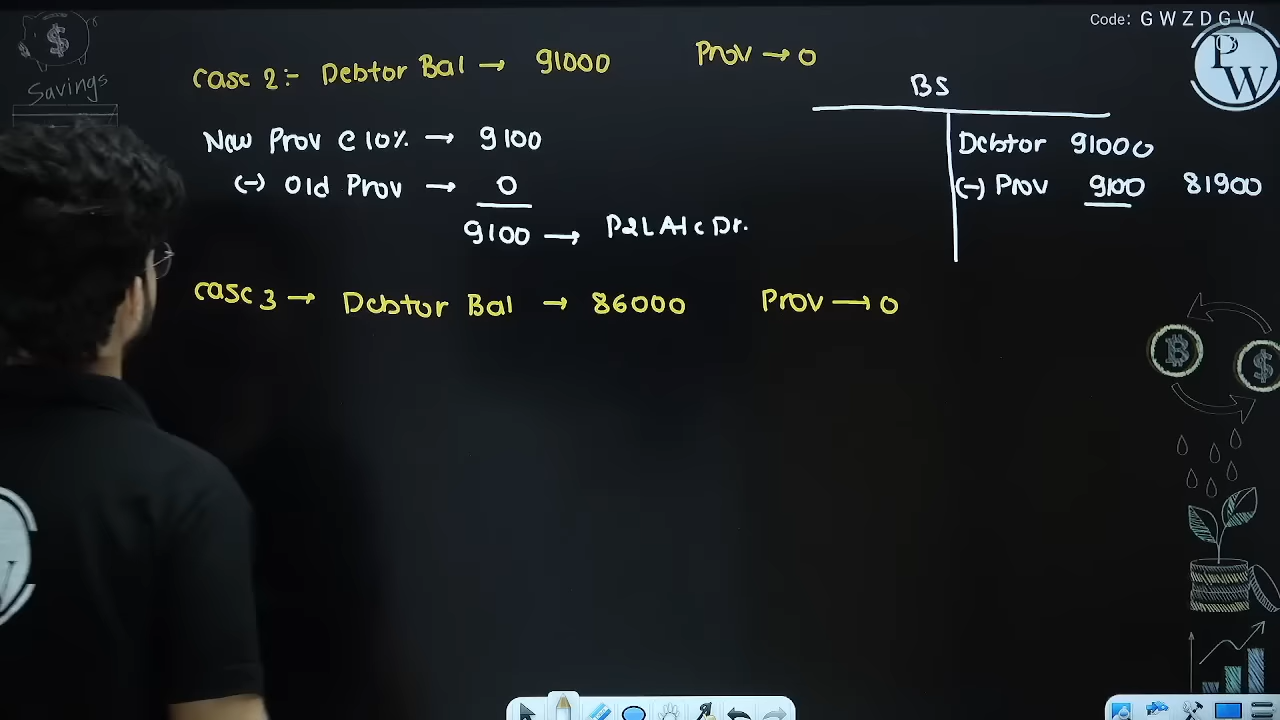 Code: G W Z D G W
Savings
PW
Case 2:- Debtor Bal → 91000 Prov → 0
BS
New Prov @ 10% → 9100
(-) Old Prov → 0
9100 → P&L A/c Dr.
Debtor 91000
(-) Prov 9100 81900
Case 3 → Debtor Bal → 86000 Prov → 0